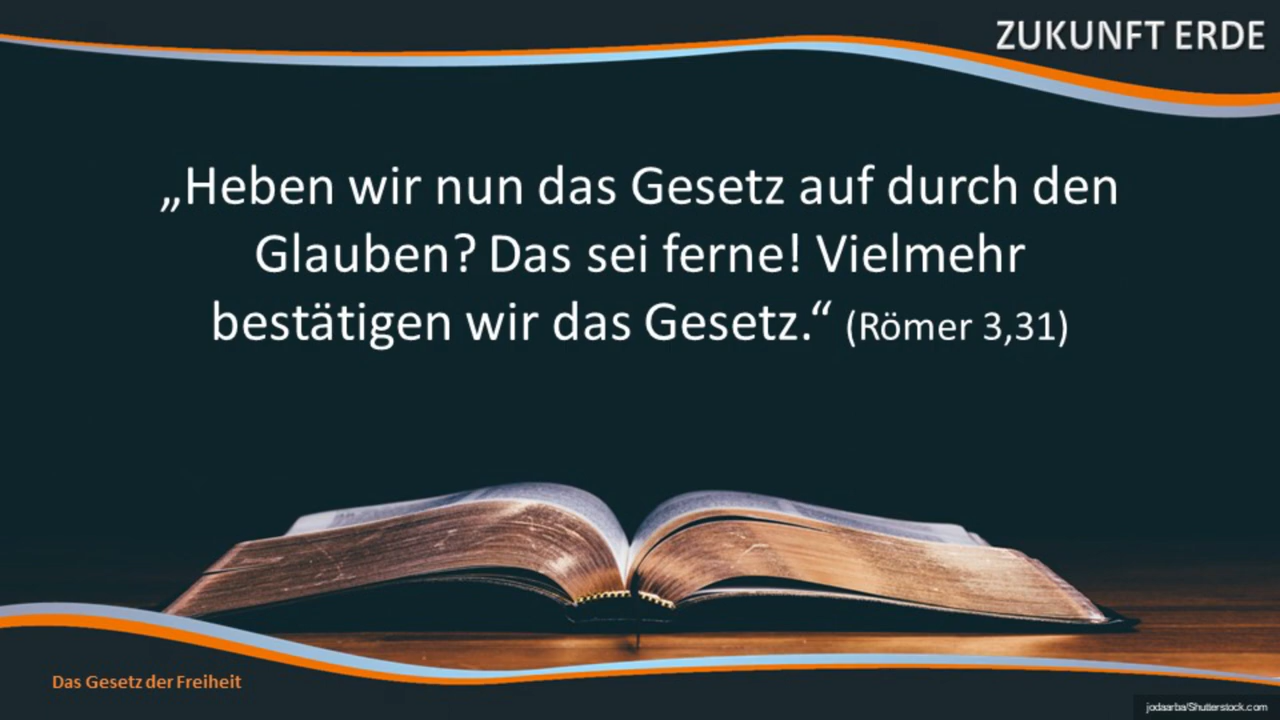 ZUKUNFT ERDE
„Heben wir nun das Gesetz auf durch den
Glauben? Das sei ferne! Vielmehr
bestätigen wir das Gesetz.“ (Römer 3,31)
Das Gesetz der Freiheit
jodaarba/Shutterstock.com